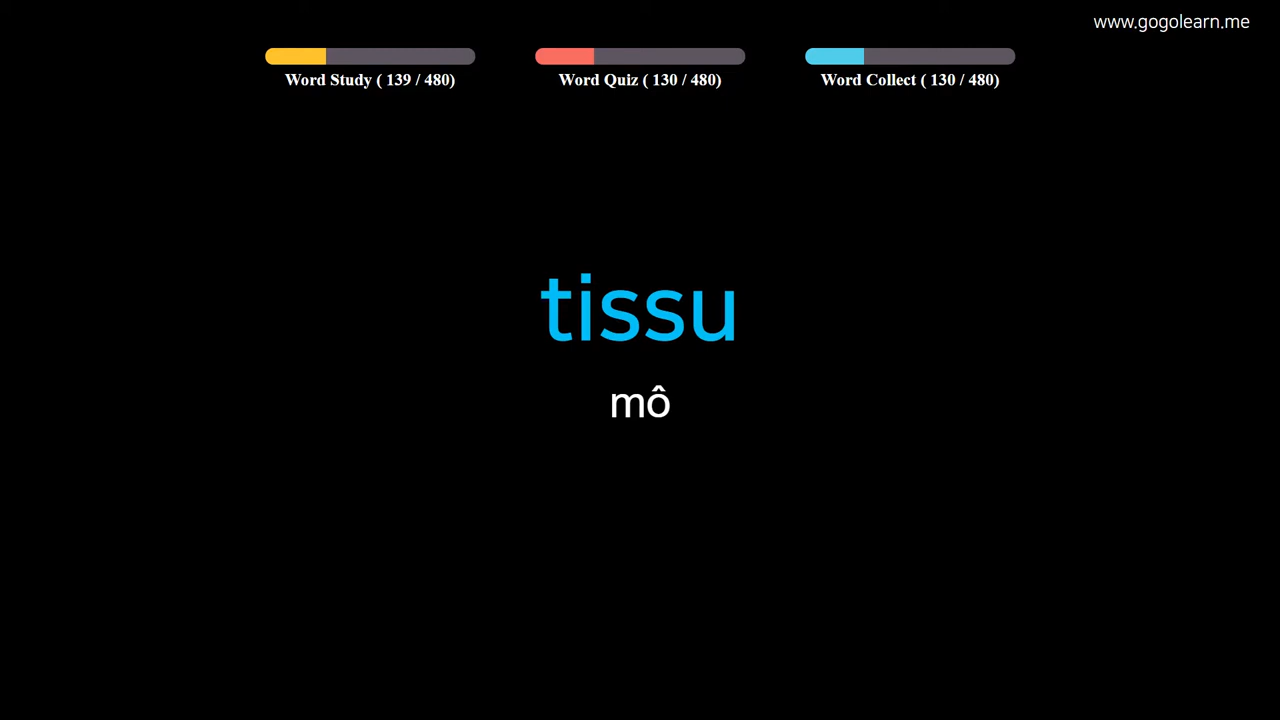 www.gogolearn.me
Word Study ( 139 / 480)
Word Quiz ( 130 / 480)
Word Collect ( 130 / 480)
tissu
mô